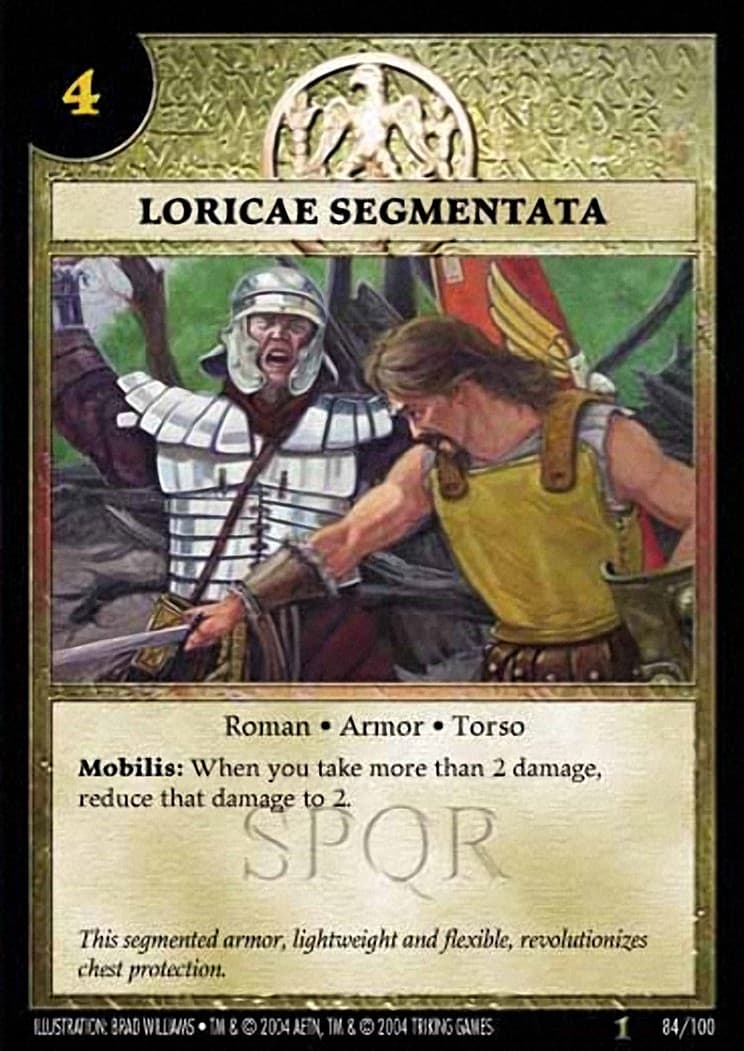 4
LORICAE SEGMENTATA
Roman • Armor • Torso
Mobilis: When you take more than 2 damage,
reduce that damage to 2.
SPQR
This segmented armor, lightweight and flexible, revolutionizes
chest protection.
ILLUSTRATION: BRAD WILLIAMS • TM & © 2004 AETN, TM & © 2004 TRIKING GAMES 1 84/100